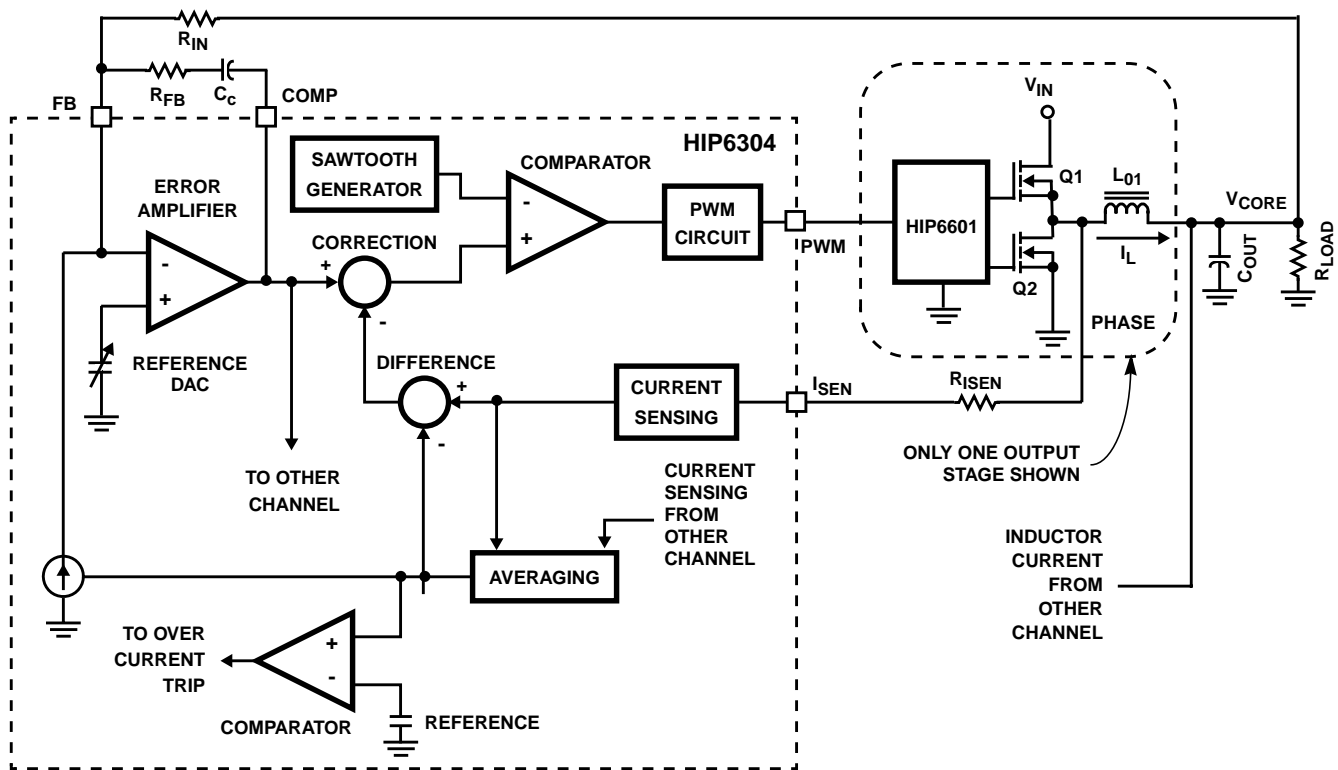 R_IN
R_FB
C_c
FB
COMP
HIP6304
SAWTOOTH
GENERATOR
COMPARATOR
ERROR
AMPLIFIER
CORRECTION
PWM
CIRCUIT
PWM
V_IN
HIP6601
Q1
Q2
L_01
I_L
V_CORE
C_OUT
R_LOAD
PHASE
-
+
-
+
+
-
REFERENCE
DAC
DIFFERENCE
+
-
CURRENT
SENSING
I_SEN
R_ISEN
ONLY ONE OUTPUT
STAGE SHOWN
TO OTHER
CHANNEL
CURRENT
SENSING
FROM
OTHER
CHANNEL
AVERAGING
INDUCTOR
CURRENT
FROM
OTHER
CHANNEL
TO OVER
CURRENT
TRIP
+
-
COMPARATOR
REFERENCE